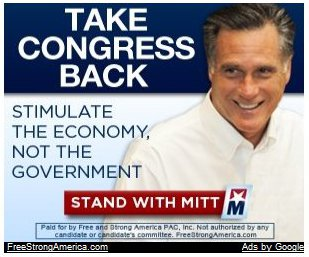 TAKE
CONGRESS
BACK
STIMULATE
THE ECONOMY,
NOT THE
GOVERNMENT
STAND WITH MITT
M
Paid for by Free and Strong America PAC, Inc. Not authorized by any
candidate or candidate's committee. FreeStrongAmerica.com
FreeStrongAmerica.com Ads by Google